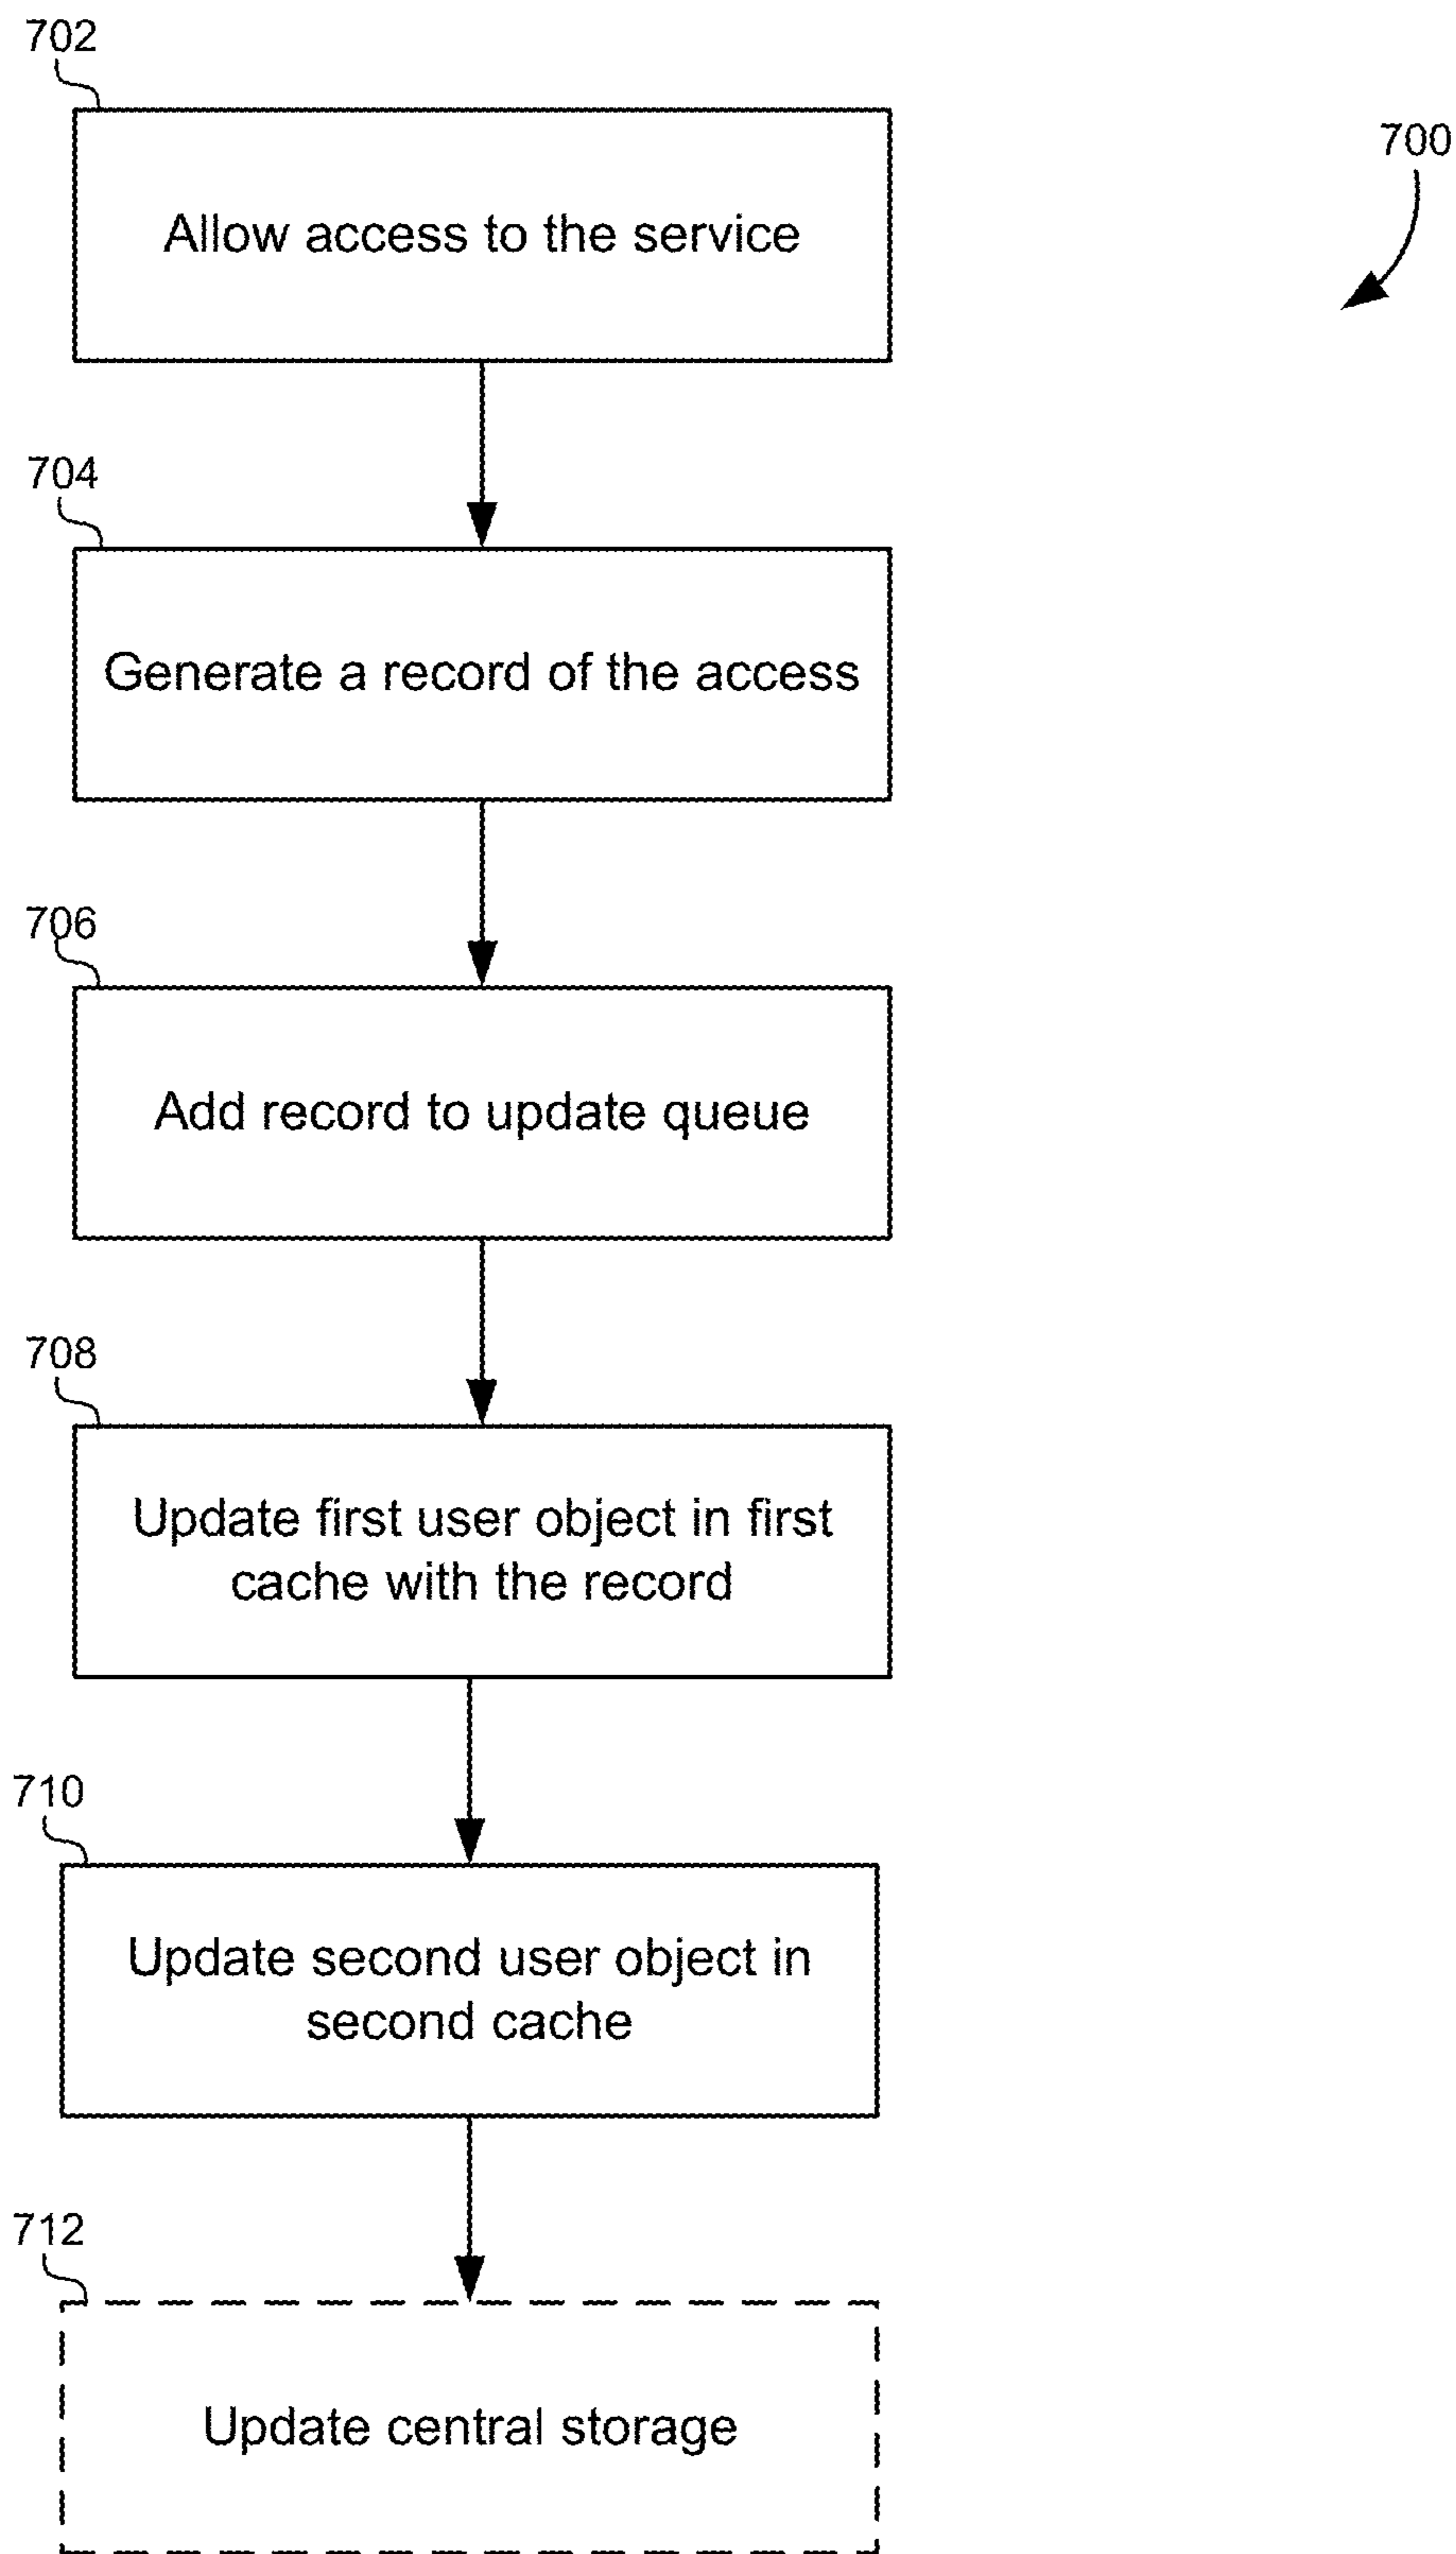 702
700
Allow access to the service
704
Generate a record of the access
706
Add record to update queue
708
Update first user object in first
cache with the record
710
Update second user object in
second cache
712
Update central storage